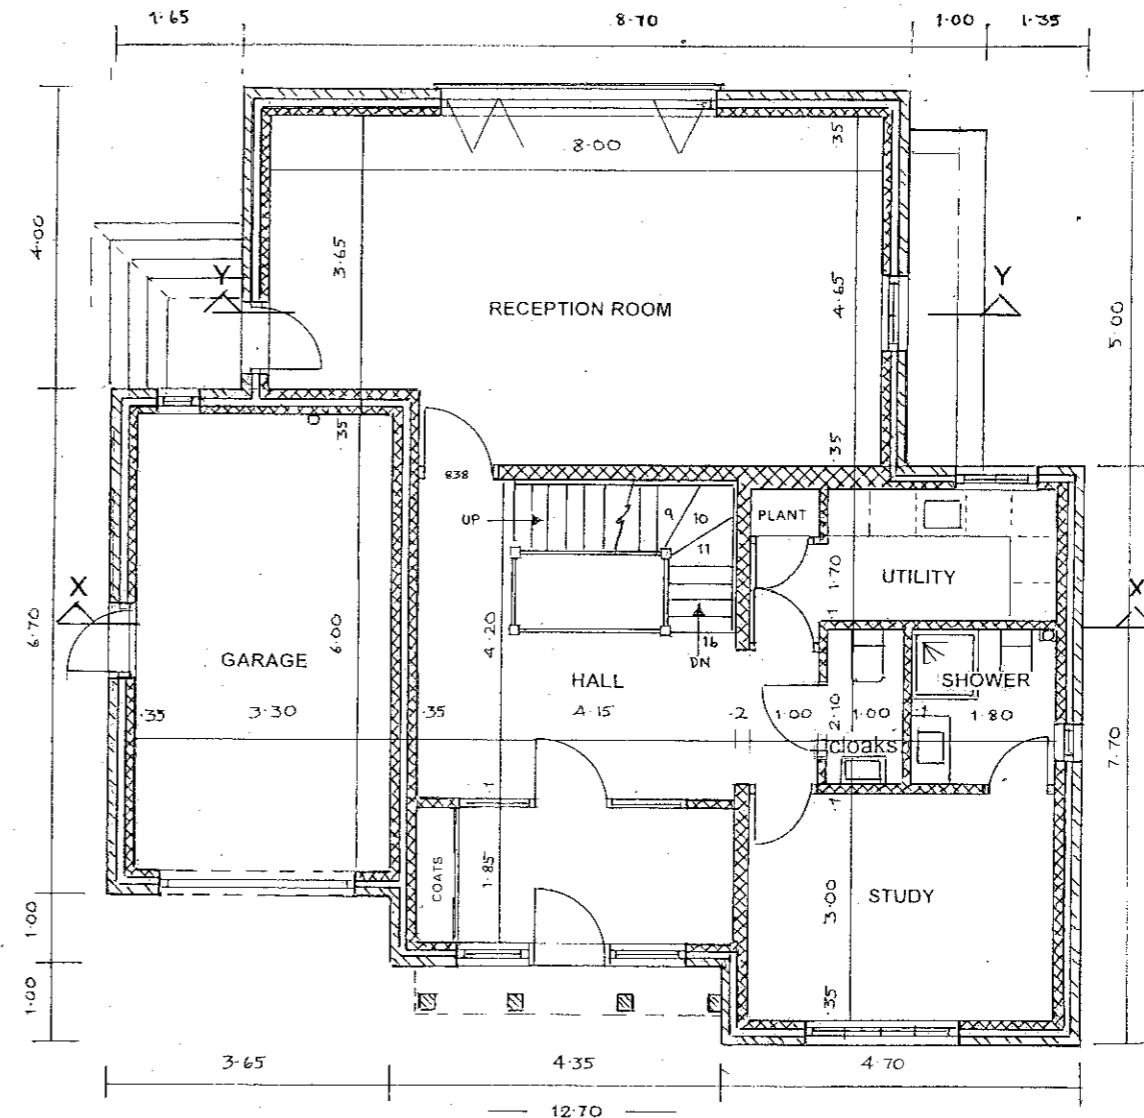 1·65 8·70 1·00 1·35
8·00 ·35
4·00
3·65
Y Y
RECEPTION ROOM 4·65
5·00
·35 ·35
838
UP 9 10 11 PLANT
X 1·70 UTILITY X
6·70 6·00 4·20 ·1
GARAGE 16
HALL DN SHOWER
·35 3·30 ·35 4·15 ·2 1·00 2·10 1·00 ·1 1·80
cloaks 7·70
·1 ·1
COATS 1·85
3·00 STUDY
1·00
1·00 ·35
3·65 4·35 4·70
12·70